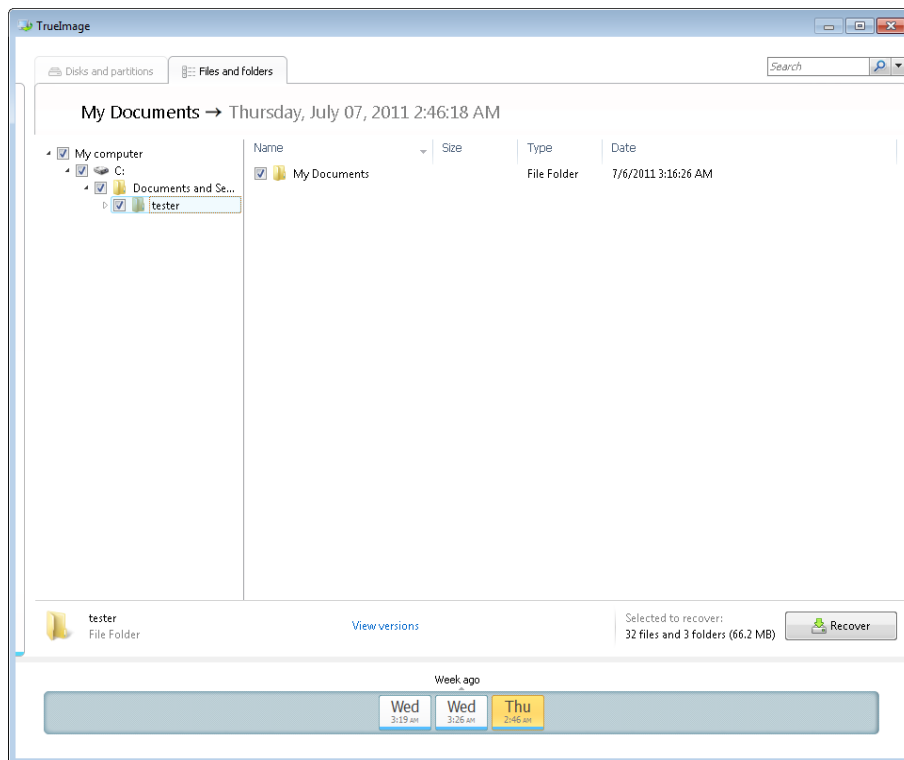 TrueImage
Disks and partitions
Files and folders
Search
My Documents → Thursday, July 07, 2011 2:46:18 AM
My computer
C:
Documents and Se...
tester
Name Size Type Date
My Documents File Folder 7/6/2011 3:16:26 AM
tester
File Folder
View versions
Selected to recover:
32 files and 3 folders (66.2 MB)
Recover
Week ago
Wed
3:19 AM
Wed
3:26 AM
Thu
2:46 AM